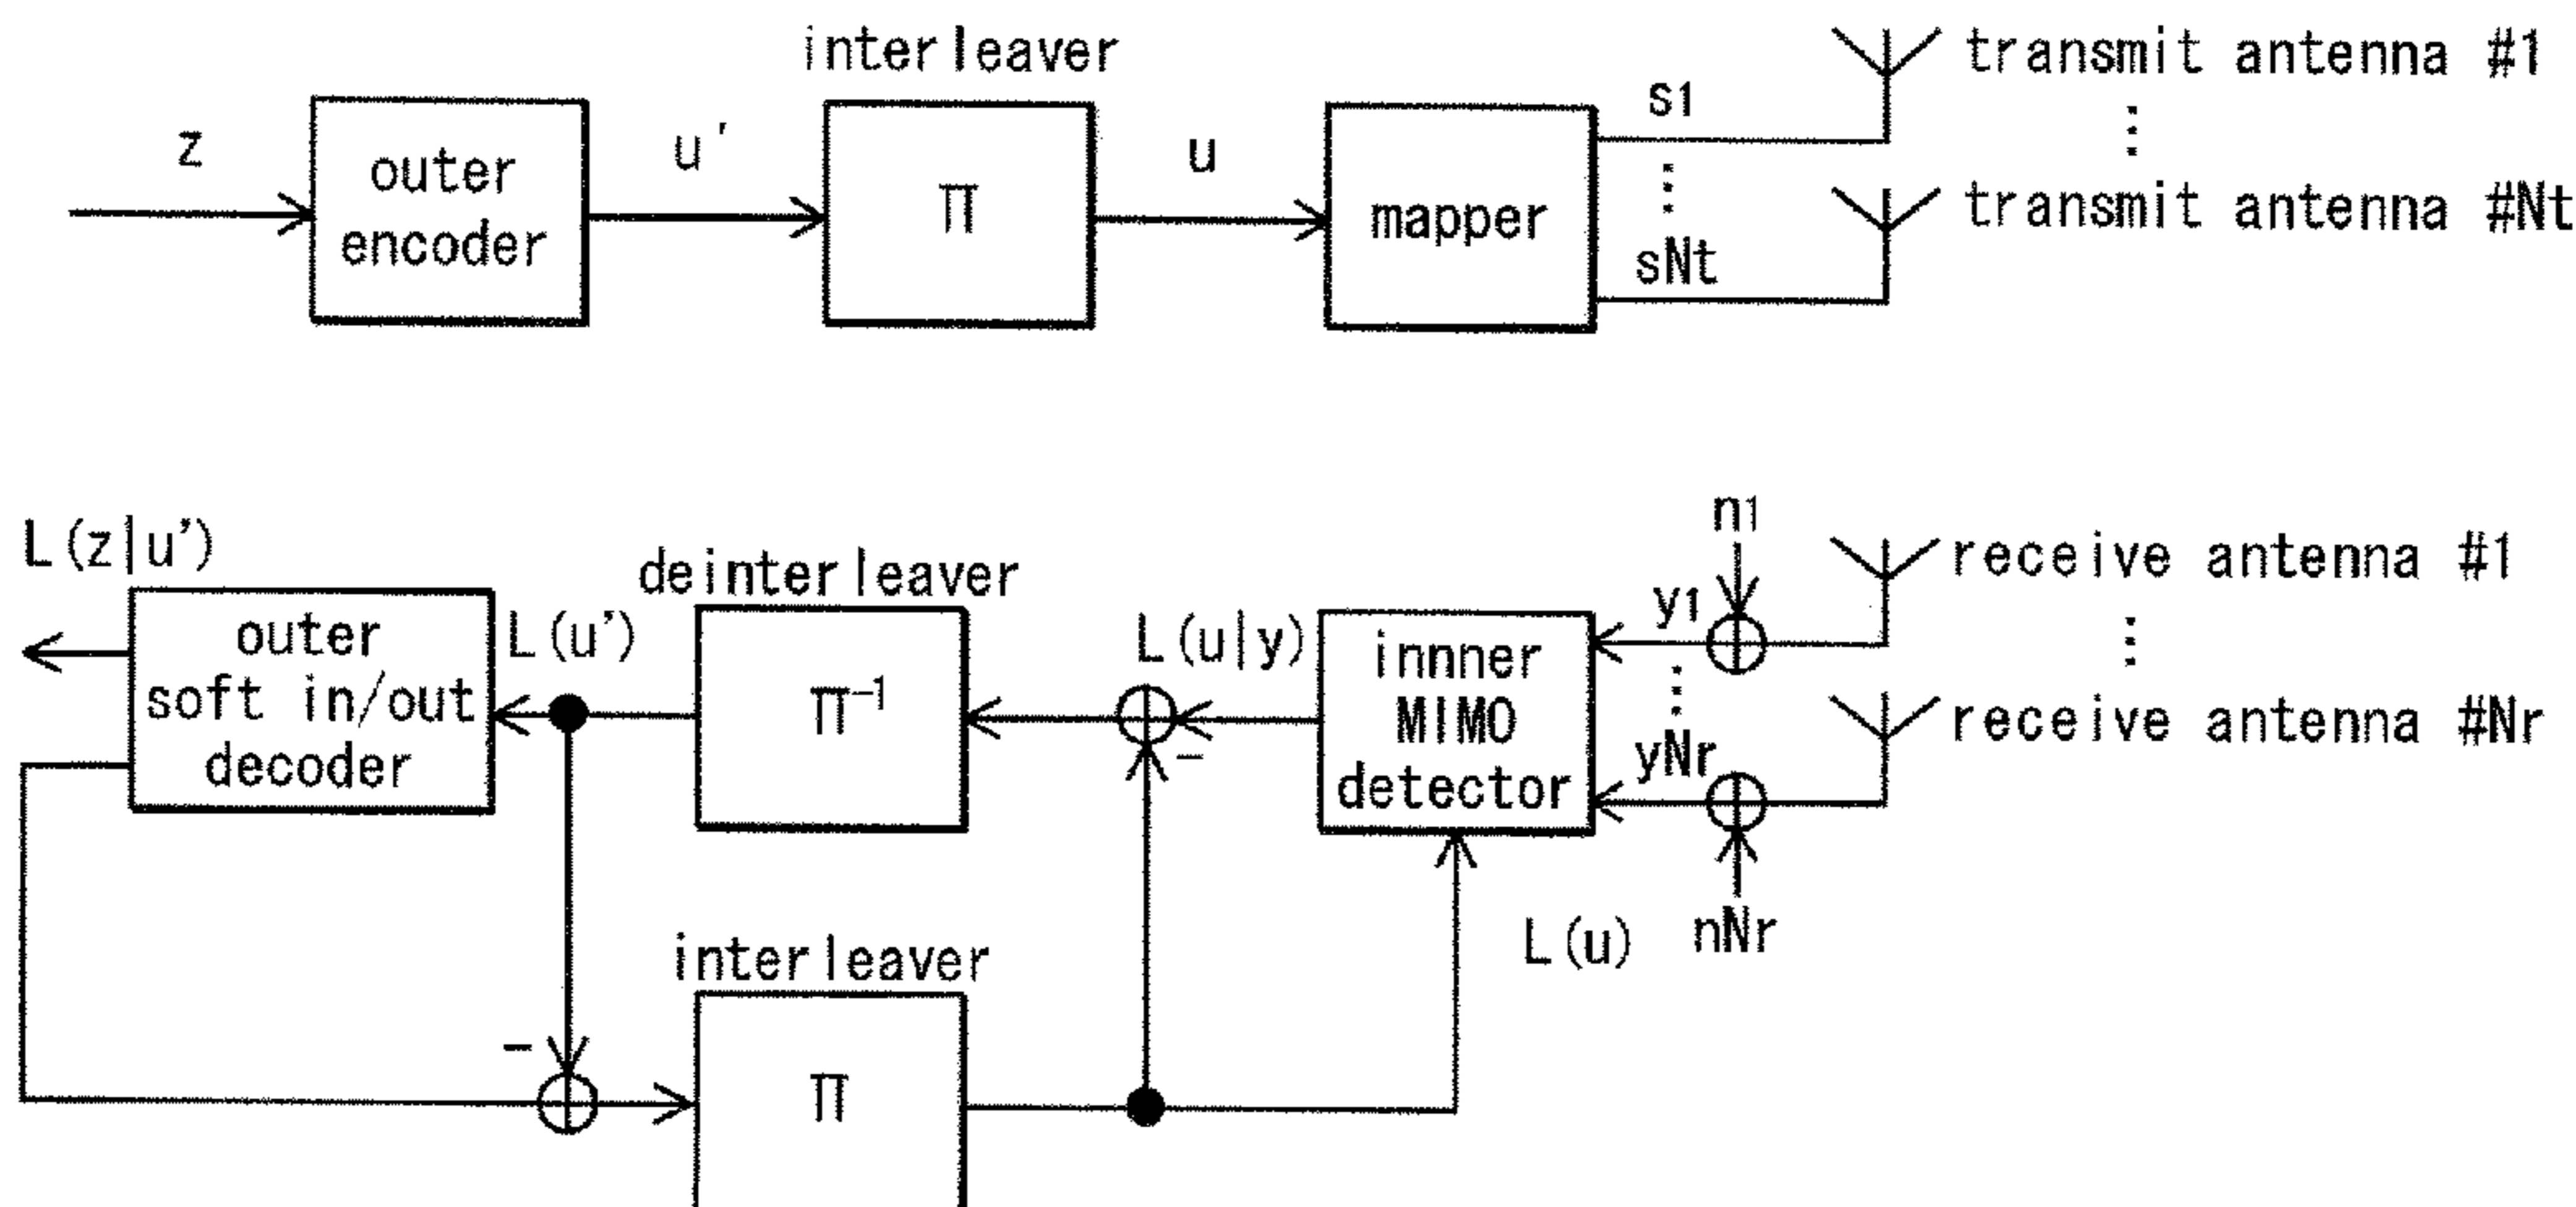 interleaver
transmit antenna #1
z
outer
encoder
u'
Π
u
mapper
s1
⋮
sNt
⋮
transmit antenna #Nt
L(z|u')
outer
soft in/out
decoder
L(u')
deinterleaver
Π-1
L(u|y)
-
innner
MIMO
detector
y1
⋮
yNr
n1
nNr
receive antenna #1
⋮
receive antenna #Nr
L(u)
-
interleaver
Π